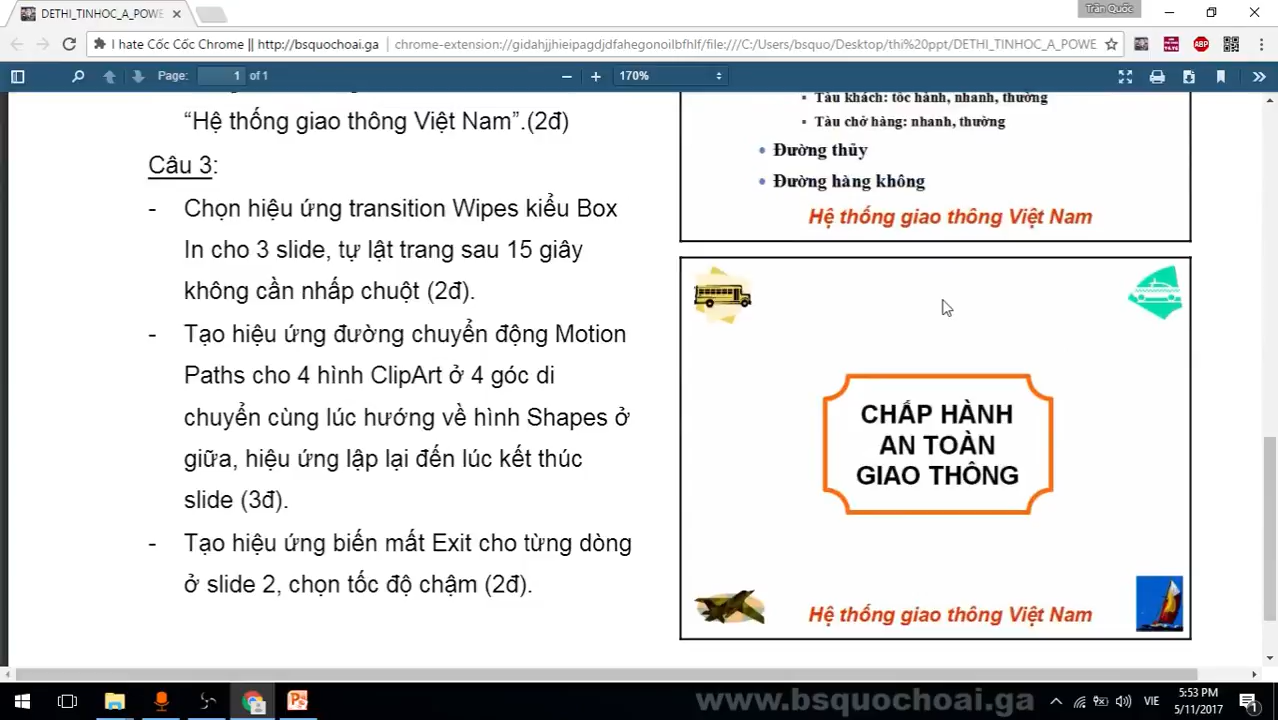 DETHI_TINHOC_A_POWE
Trần Quốc
I hate Cốc Cốc Chrome || http://bsquochoai.ga
chrome-extension://gidahjjhieipagdjdfahegonoilbfhlf/file:///C:/Users/bsquo/Desktop/thi%20ppt/DETHI_TINHOC_A_POWE
ABP
Page:
1
of 1
170%
"Hệ thống giao thông Việt Nam".(2đ)
Câu 3:
- Chọn hiệu ứng transition Wipes kiểu Box
In cho 3 slide, tự lật trang sau 15 giây
không cần nhấp chuột (2đ).
- Tạo hiệu ứng đường chuyển động Motion
Paths cho 4 hình ClipArt ở 4 góc di
chuyển cùng lúc hướng về hình Shapes ở
giữa, hiệu ứng lập lại đến lúc kết thúc
slide (3đ).
- Tạo hiệu ứng biến mất Exit cho từng dòng
ở slide 2, chọn tốc độ chậm (2đ).
▪ Tàu khách: tốc hành, nhanh, thường
▪ Tàu chở hàng: nhanh, thường
• Đường thủy
• Đường hàng không
Hệ thống giao thông Việt Nam
CHẤP HÀNH
AN TOÀN
GIAO THÔNG
Hệ thống giao thông Việt Nam
www.bsquochoai.ga
VIE
5:53 PM
5/11/2017
1